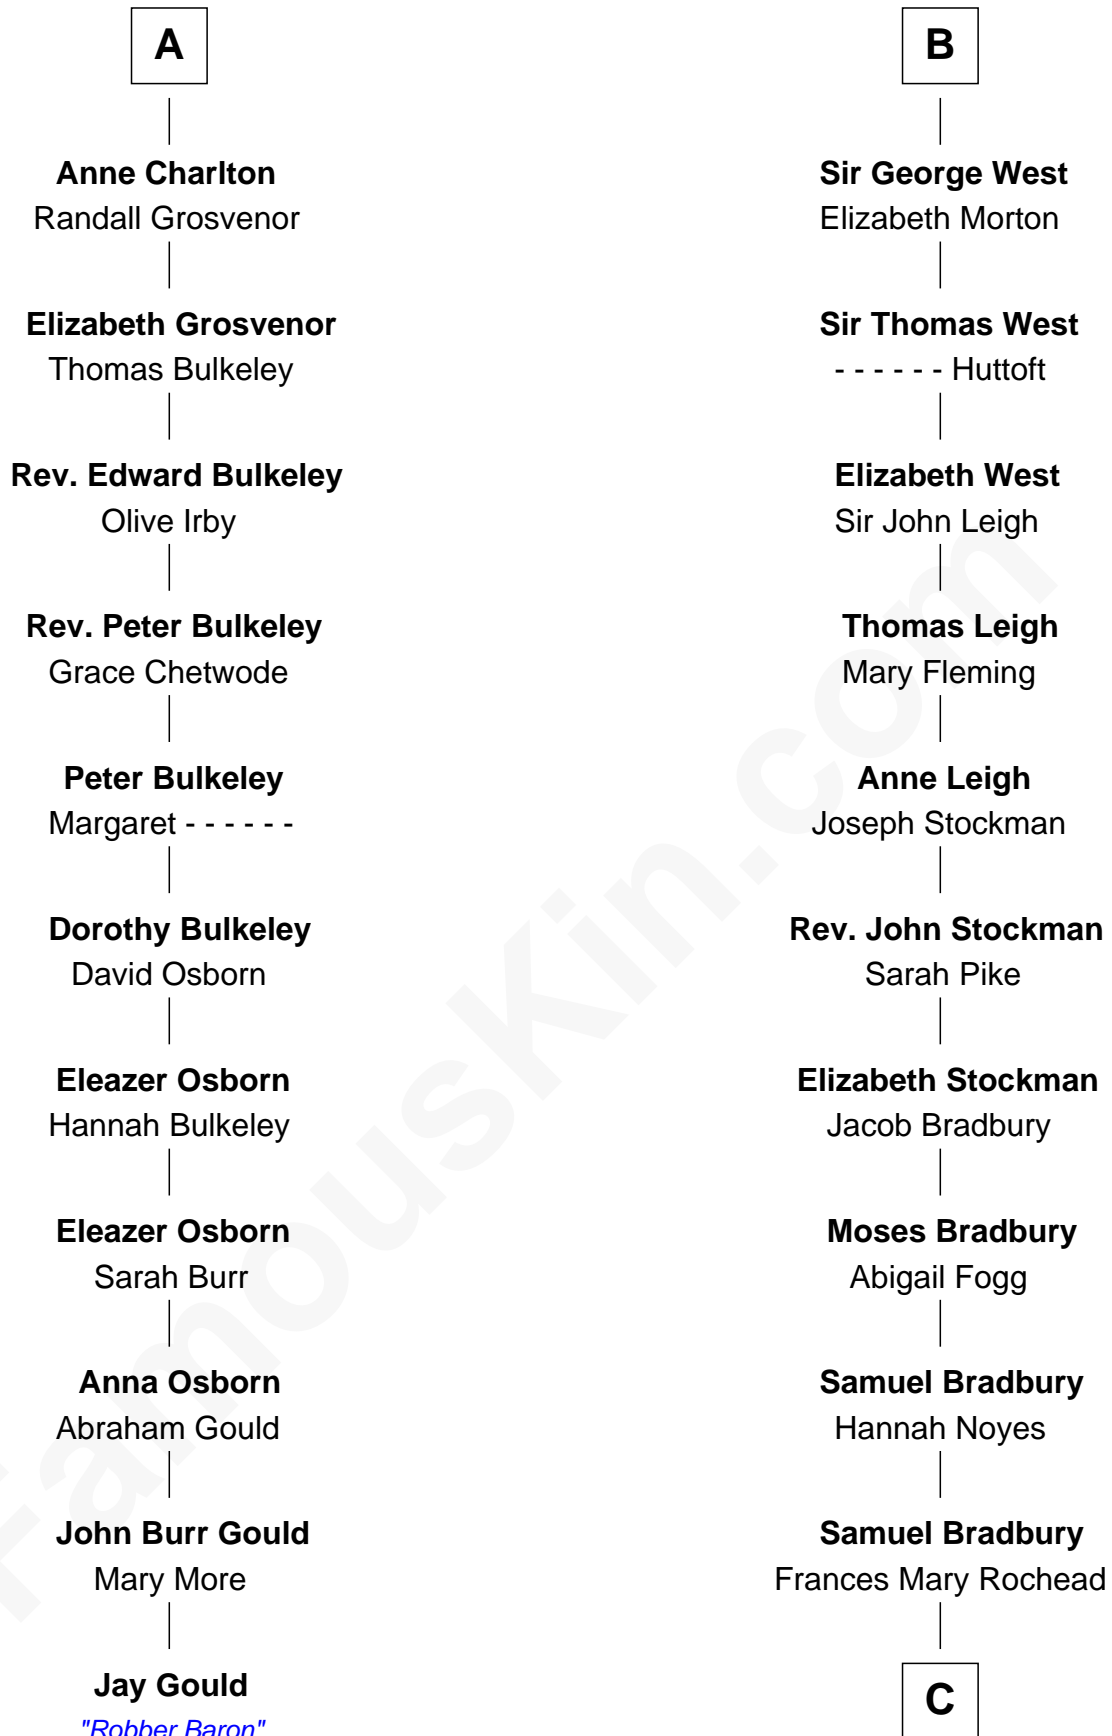 A
Anne Charlton
Randall Grosvenor
Elizabeth Grosvenor
Thomas Bulkeley
Rev. Edward Bulkeley
Olive Irby
Rev. Peter Bulkeley
Grace Chetwode
Peter Bulkeley
Margaret - - - - - -
Dorothy Bulkeley
David Osborn
Eleazer Osborn
Hannah Bulkeley
Eleazer Osborn
Sarah Burr
Anna Osborn
Abraham Gould
John Burr Gould
Mary More
Jay Gould
"Robber Baron"
B
Sir George West
Elizabeth Morton
Sir Thomas West
- - - - - - Huttoft
Elizabeth West
Sir John Leigh
Thomas Leigh
Mary Fleming
Anne Leigh
Joseph Stockman
Rev. John Stockman
Sarah Pike
Elizabeth Stockman
Jacob Bradbury
Moses Bradbury
Abigail Fogg
Samuel Bradbury
Hannah Noyes
Samuel Bradbury
Frances Mary Rochead
C
FamousKin.com